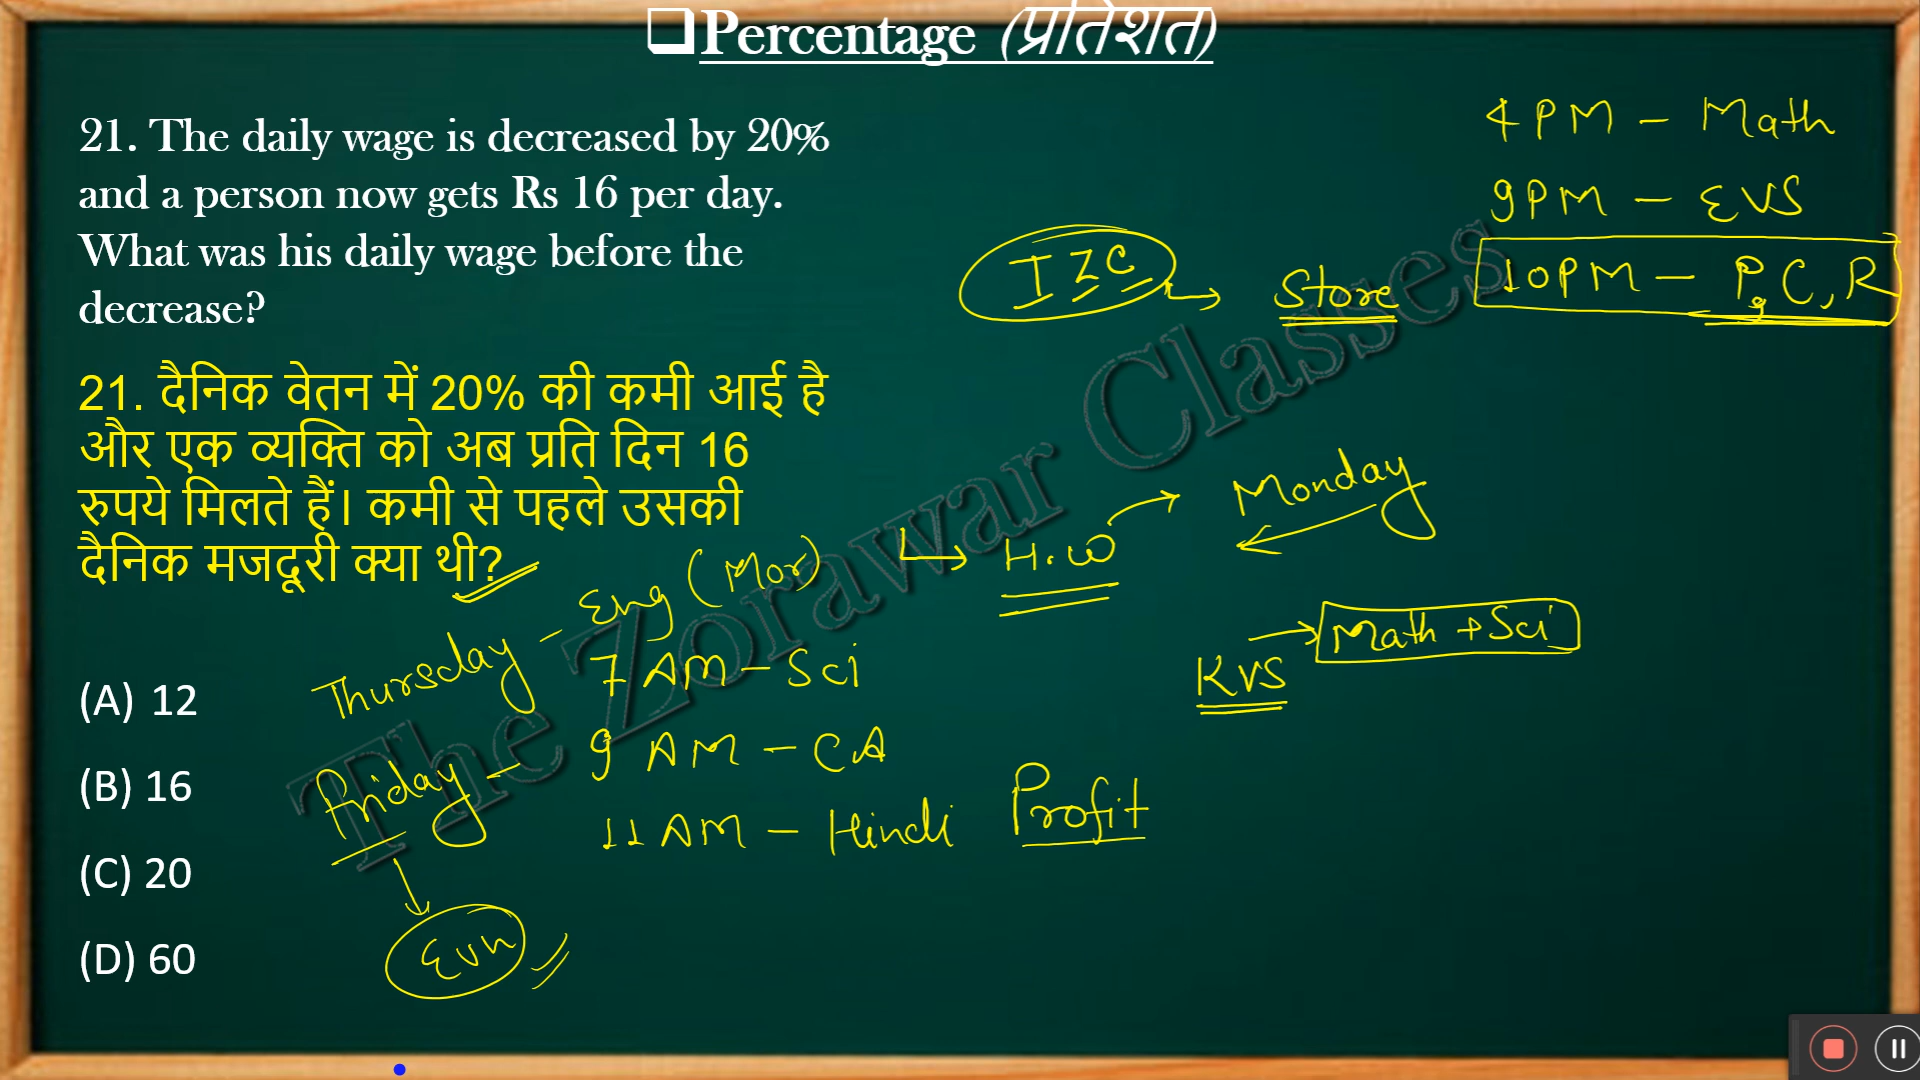 Percentage (प्रतिशत)
21. The daily wage is decreased by 20%
and a person now gets Rs 16 per day.
What was his daily wage before the
decrease?
21. दैनिक वेतन में 20% की कमी आई है
और एक व्यक्ति को अब प्रति दिन 16
रुपये मिलते हैं। कमी से पहले उसकी
दैनिक मजदूरी क्या थी?
(A) 12
(B) 16
(C) 20
(D) 60
4 PM - Math
9PM - EVS
10PM - P, C, R
IZC → Store
H.W → Monday
KVS → Math + Sci
Thursday - Eng (Mor)
7 AM - Sci
Friday - 9 AM - CA
11 AM - Hindi
Evn
Profit
The Zorawar Classes